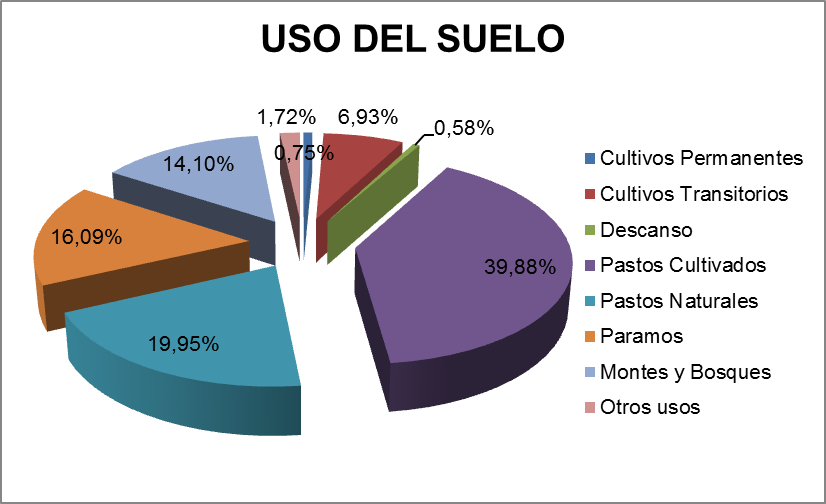 USO DEL SUELO
1,72%
6,93%
0,58%
0,75%
14,10%
16,09%
39,88%
19,95%
Cultivos Permanentes
Cultivos Transitorios
Descanso
Pastos Cultivados
Pastos Naturales
Paramos
Montes y Bosques
Otros usos